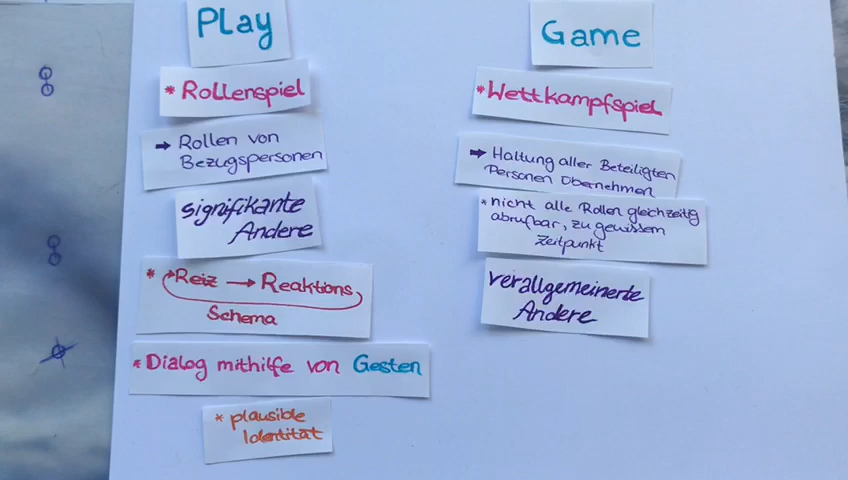 Play
* Rollenspiel
→ Rollen von
Bezugspersonen
signifikante
Andere
* Reiz → Reaktions
Schema
* Dialog mithilfe von Gesten
* plausible
Identität
Game
* Wettkampfspiel
→ Haltung aller Beteiligten
Personen übernehmen
* nicht alle Rollen gleichzeitig
abrufbar, zu gewissem
Zeitpunkt
verallgemeinerte
Andere